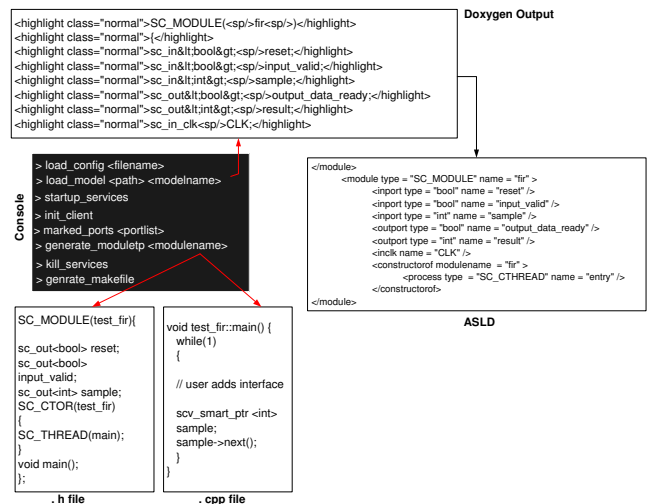 Doxygen Output
<highlight class="normal">SC_MODULE(<sp/>fir<sp/>)</highlight>
<highlight class="normal">{</highlight>
<highlight class="normal">sc_in&lt;bool&gt;<sp/>reset;</highlight>
<highlight class="normal">sc_in&lt;bool&gt;<sp/>input_valid;</highlight>
<highlight class="normal">sc_in&lt;int&gt;<sp/>sample;</highlight>
<highlight class="normal">sc_out&lt;bool&gt;<sp/>output_data_ready;</highlight>
<highlight class="normal">sc_out&lt;int&gt;<sp/>result;</highlight>
<highlight class="normal">sc_in_clk<sp/>CLK;</highlight>
Console
> load_config <filename>
> load_model <path> <modelname>
> startup_services
> init_client
> marked_ports <portlist>
> generate_moduletp <modulename>
> kill_services
> genrate_makefile
</module>
<module type = "SC_MODULE" name = "fir" >
<inport type = "bool" name = "reset" />
<inport type = "bool" name = "input_valid" />
<inport type = "int" name = "sample" />
<outport type = "bool" name = "output_data_ready" />
<outport type = "int" name = "result" />
<inclk name = "CLK" />
<constructorof modulename  = "fir" >
<process type  = "SC_CTHREAD" name = "entry" />
</constructorof>
</module>
ASLD
SC_MODULE(test_fir){
sc_out<bool> reset;
sc_out<bool>
input_valid;
sc_out<int> sample;
SC_CTOR(test_fir)
{
SC_THREAD(main);
}
void main();
};
. h file
void test_fir::main() {
while(1)
{
// user adds interface
scv_smart_ptr <int>
sample;
sample->next();
}
}
. cpp file